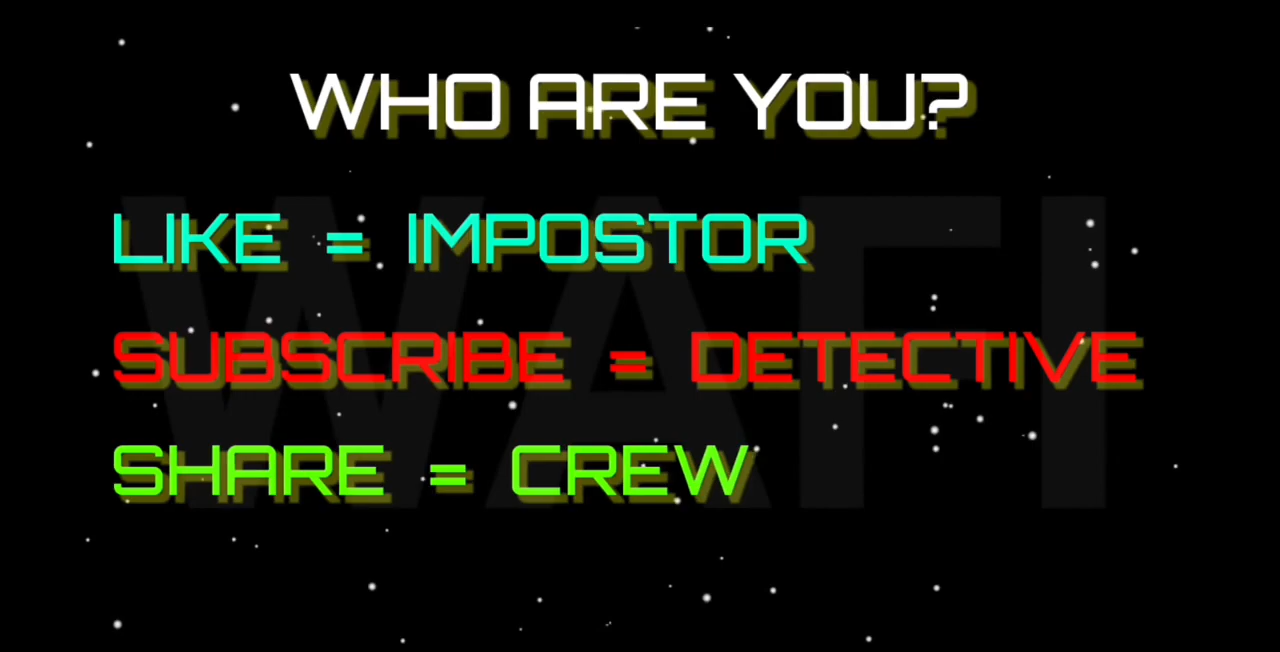 WHO ARE YOU?
LIKE = IMPOSTOR
SUBSCRIBE = DETECTIVE
SHARE = CREW
WAFI